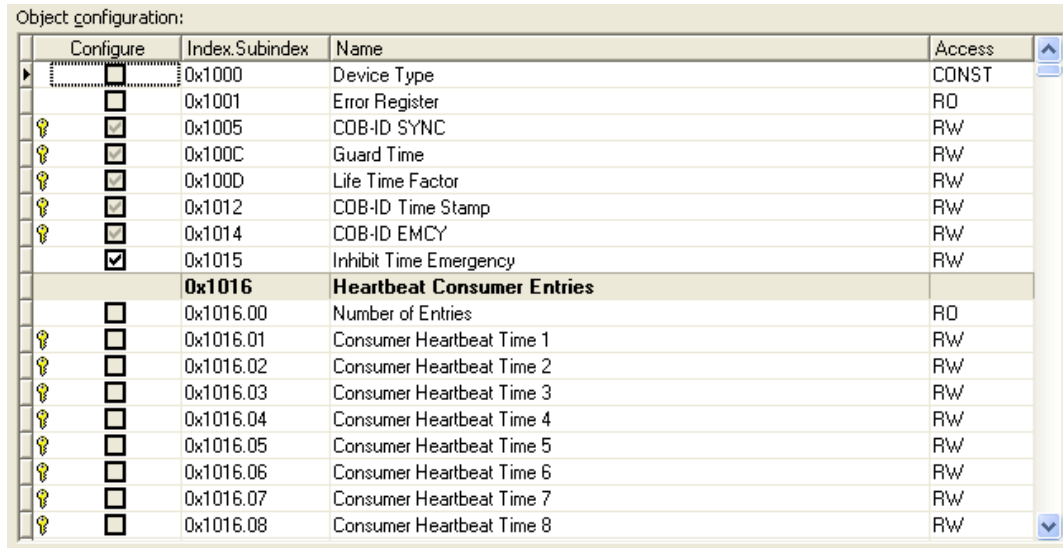 Object configuration:
Configure Index.Subindex Name Access
0x1000 Device Type CONST
0x1001 Error Register RO
0x1005 COB-ID SYNC RW
0x100C Guard Time RW
0x100D Life Time Factor RW
0x1012 COB-ID Time Stamp RW
0x1014 COB-ID EMCY RW
0x1015 Inhibit Time Emergency RW
0x1016 Heartbeat Consumer Entries
0x1016.00 Number of Entries RO
0x1016.01 Consumer Heartbeat Time 1 RW
0x1016.02 Consumer Heartbeat Time 2 RW
0x1016.03 Consumer Heartbeat Time 3 RW
0x1016.04 Consumer Heartbeat Time 4 RW
0x1016.05 Consumer Heartbeat Time 5 RW
0x1016.06 Consumer Heartbeat Time 6 RW
0x1016.07 Consumer Heartbeat Time 7 RW
0x1016.08 Consumer Heartbeat Time 8 RW